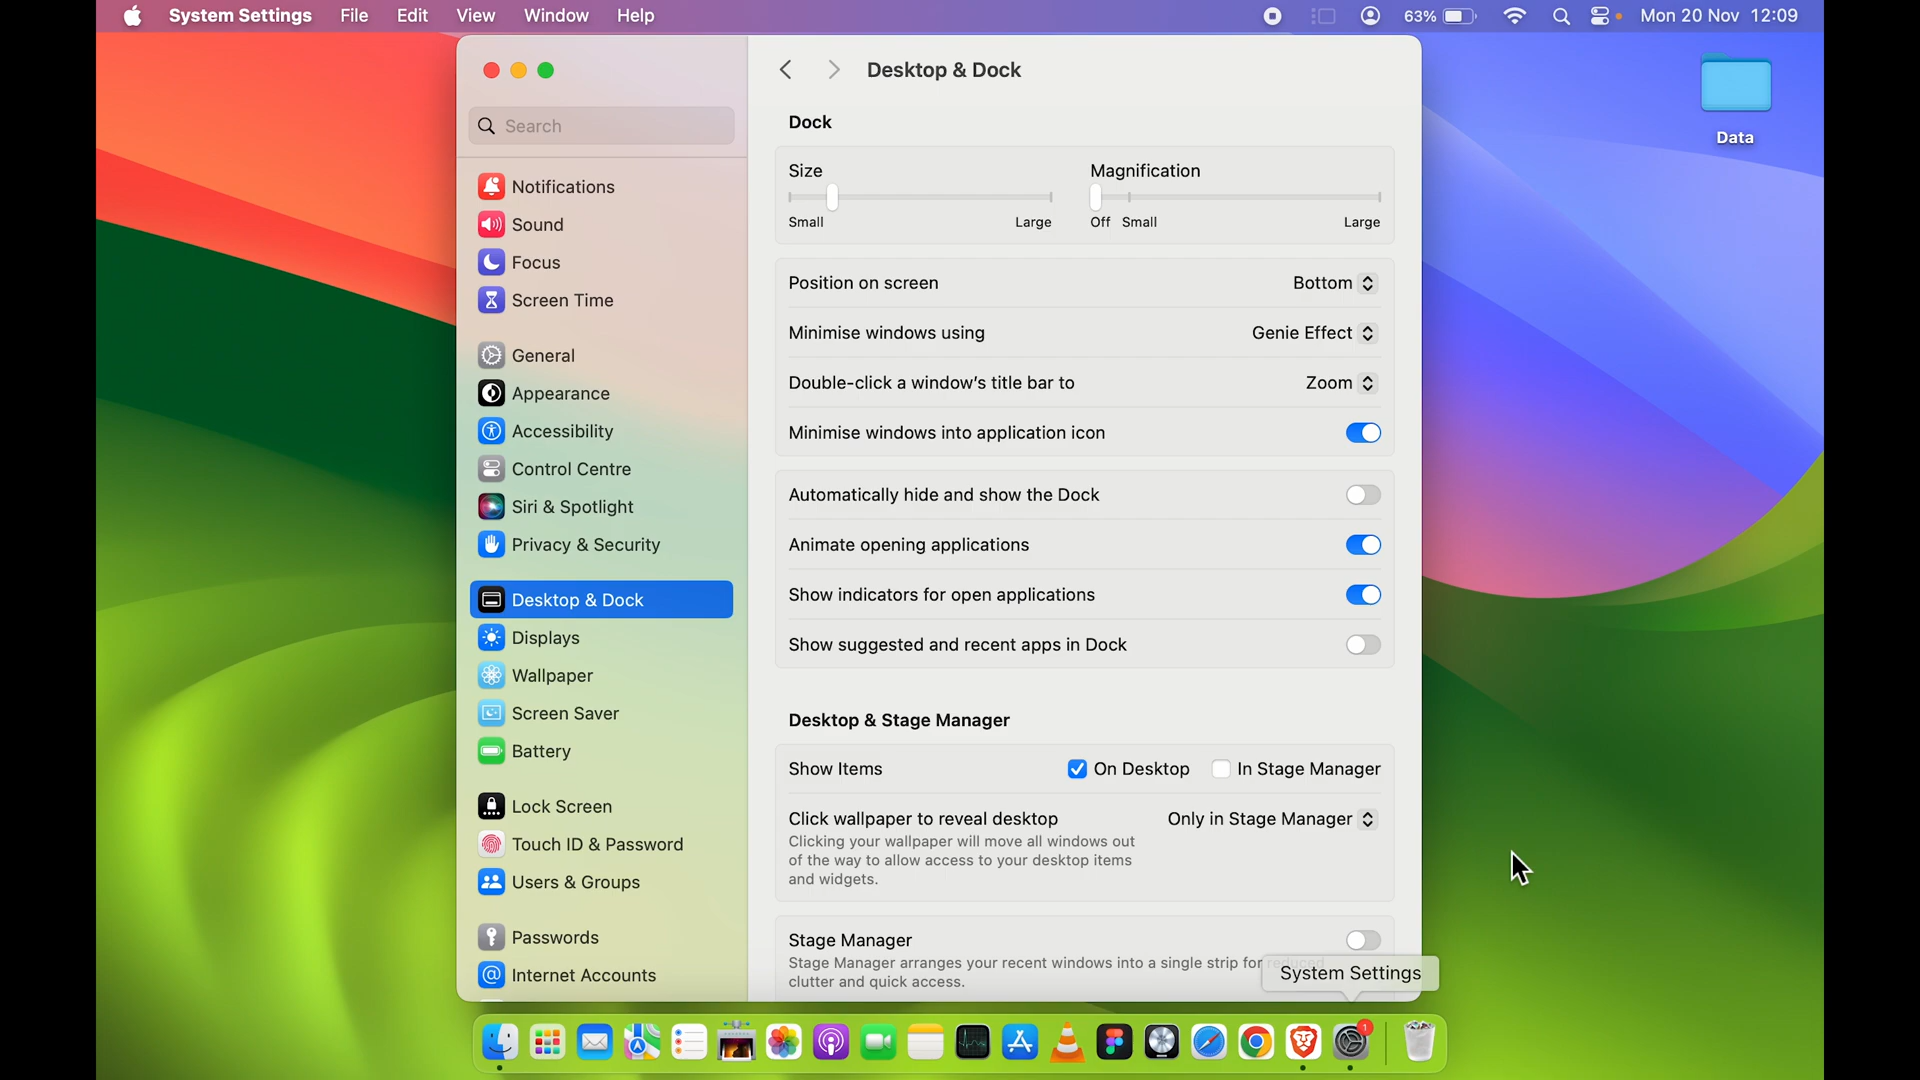 System Settings File Edit View Window Help 63% Mon 20 Nov 12:09
Desktop & Dock
Data
Search
Notifications
Sound
Focus
Screen Time
General
Appearance
Accessibility
Control Centre
Siri & Spotlight
Privacy & Security
Desktop & Dock
Displays
Wallpaper
Screen Saver
Battery
Lock Screen
Touch ID & Password
Users & Groups
Passwords
Internet Accounts
Dock
Size Magnification
Small Large Off Small Large
Position on screen Bottom
Minimise windows using Genie Effect
Double-click a window's title bar to Zoom
Minimise windows into application icon
Automatically hide and show the Dock
Animate opening applications
Show indicators for open applications
Show suggested and recent apps in Dock
Desktop & Stage Manager
Show Items On Desktop In Stage Manager
Click wallpaper to reveal desktop Only in Stage Manager
Clicking your wallpaper will move all windows out
of the way to allow access to your desktop items
and widgets.
Stage Manager
Stage Manager arranges your recent windows into a single strip for reduced
clutter and quick access.
System Settings
1